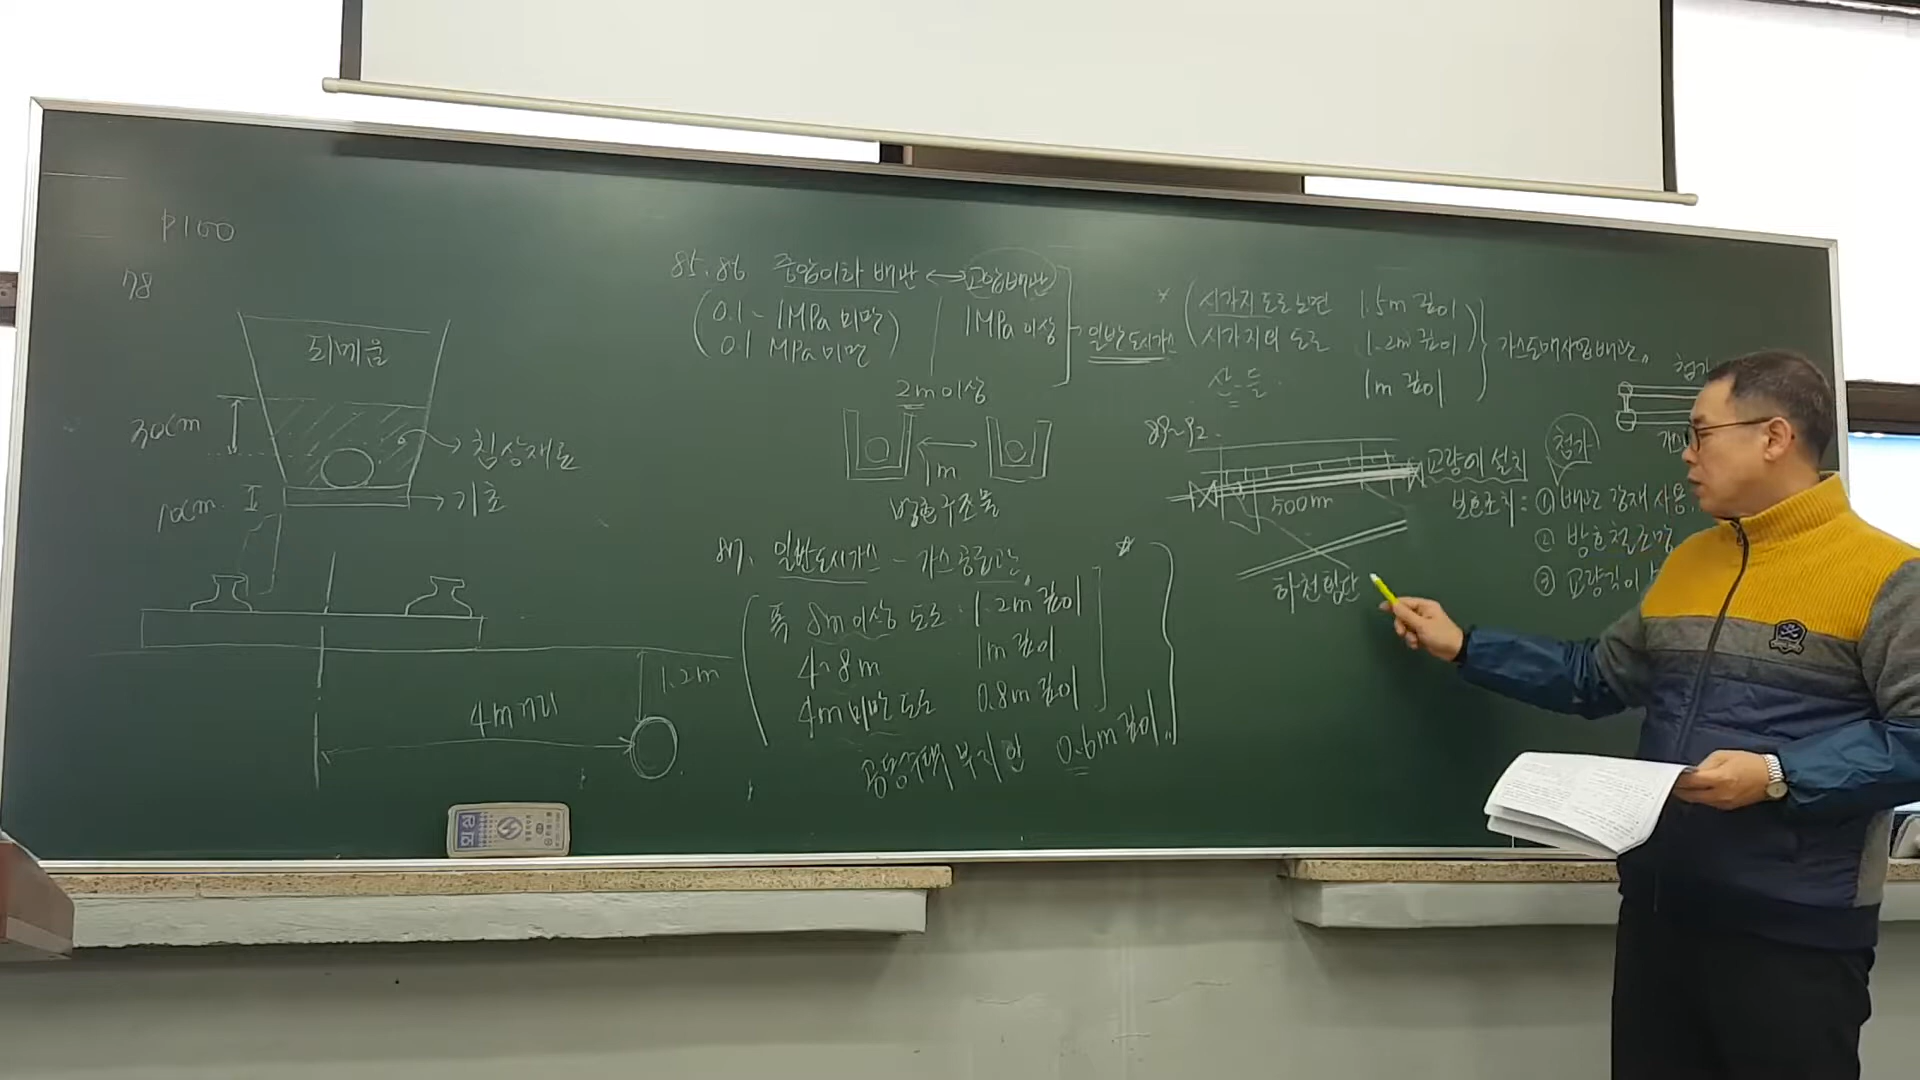 P100
78
되메움
30cm
침상재료
10cm
기초
4m 거리
1.2m
85.86 중압이하 배관 ↔ 고압배관
(0.1 ~ 1MPa 미만)
0.1 MPa 미만
1MPa 이상
일반도시가스
2m 이상
1m
방호구조물
87. 일반도시가스 - 가스공급관
폭 8m 이상 도로 : 1.2m 깊이
4~8m 1m 깊이
4m 미만 도로 0.8m 깊이
공동주택 부지 안 0.6m 깊이
시가지 도로노면 1.5m 깊이
시가지외 도로 1.2m 깊이
산 - 들 1m 깊이
가스도매사업배관
89~92.
교량에 설치
500m
하천횡단
첨가
보호조치 : ① 배관 강재 사용
② 방호철조망
③ 교량길이